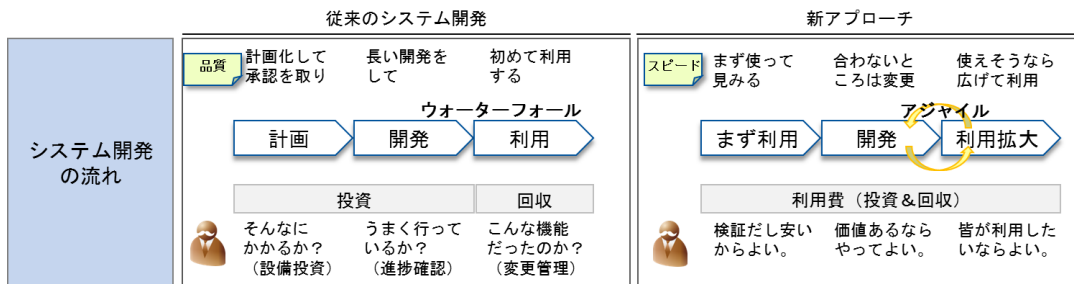 従来のシステム開発
新アプローチ
システム開発
の流れ
品質
計画化して
承認を取り
長い開発を
して
初めて利用
する
ウォーターフォール
計画
開発
利用
投資
回収
そんなに
かかるか？
（設備投資）
うまく行って
いるか？
（進捗確認）
こんな機能
だったのか？
（変更管理）
スピード
まず使って
見みる
合わないと
ころは変更
使えそうなら
広げて利用
アジャイル
まず利用
開発
利用拡大
利用費（投資＆回収）
検証だし安い
からよい。
価値あるなら
やってよい。
皆が利用した
いならよい。